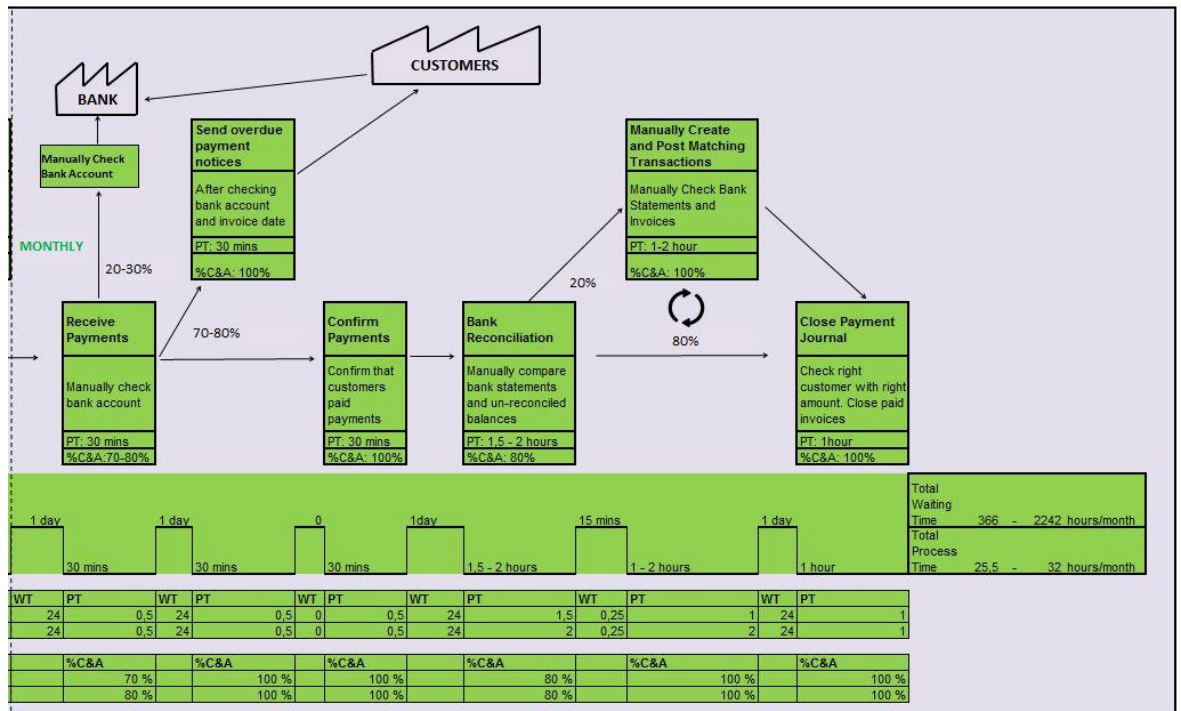 CUSTOMERS
BANK
Manually Check
Bank Account
Send overdue
payment
notices
After checking
bank account
and invoice date
PT: 30 mins
%C&A: 100%
Manually Create
and Post Matching
Transactions
Manually Check Bank
Statements and
Invoices
PT: 1-2 hour
%C&A: 100%
MONTHLY
20-30%
70-80%
20%
80%
Receive
Payments
Manually check
bank account
PT: 30 mins
%C&A:70-80%
Confirm
Payments
Confirm that
customers
paid
payments
PT: 30 mins
%C&A: 100%
Bank
Reconciliation
Manually compare
bank statements
and un-reconciled
balances
PT: 1,5 - 2 hours
%C&A: 80%
Close Payment
Journal
Check right
customer with right
amount. Close paid
invoices
PT: 1hour
%C&A: 100%
1 day 1 day 0 1day 15 mins 1 day
30 mins 30 mins 30 mins 1,5 - 2 hours 1 - 2 hours 1 hour
Total
Waiting
Time 366 - 2242 hours/month
Total
Process
Time 25,5 - 32 hours/month
WT PT WT PT WT PT WT PT WT PT WT PT
24 0,5 24 0,5 0 0,5 24 1,5 0,25 1 24 1
24 0,5 24 0,5 0 0,5 24 2 0,25 2 24 1
%C&A %C&A %C&A %C&A %C&A %C&A
70 % 100 % 100 % 80 % 100 % 100 %
80 % 100 % 100 % 80 % 100 % 100 %